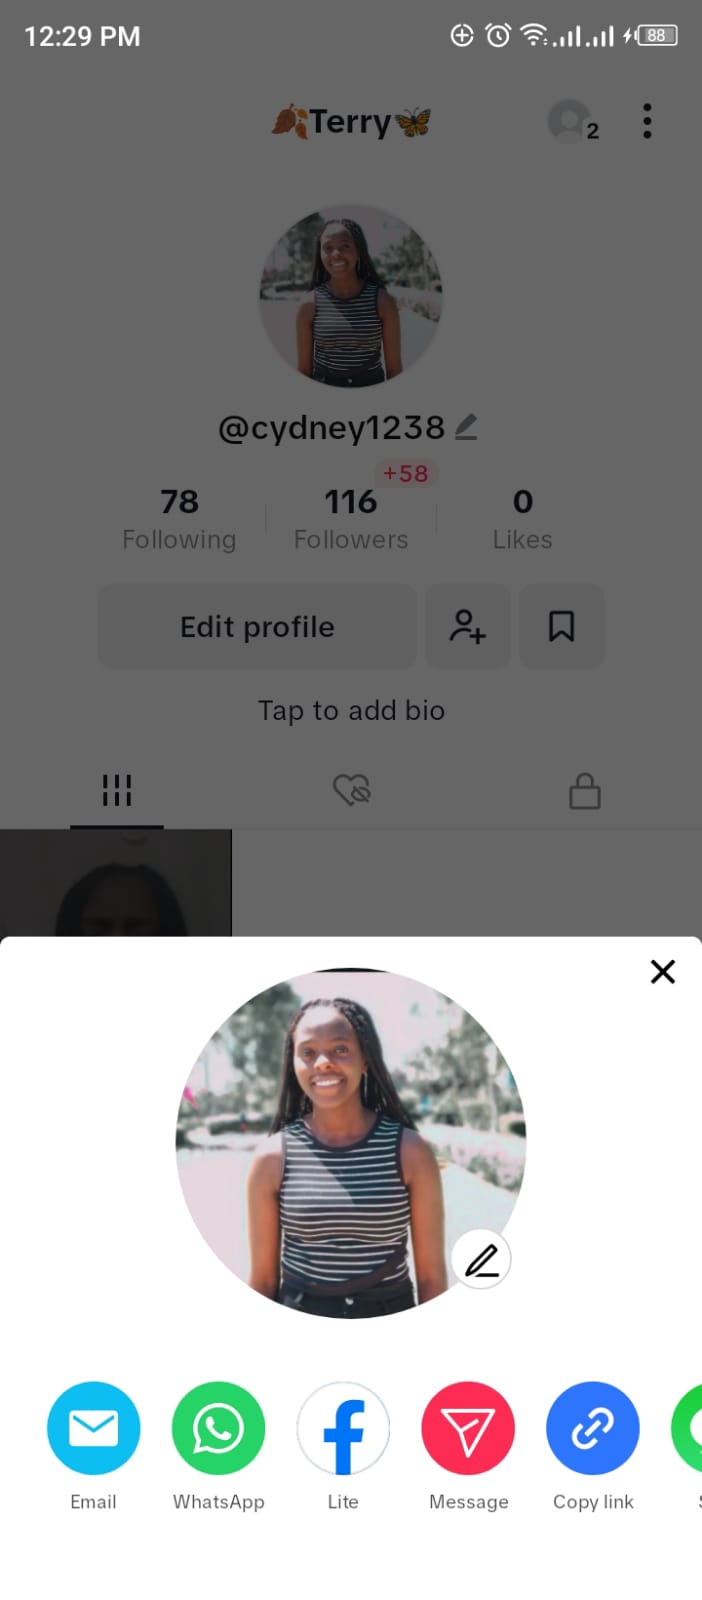 12:29 PM
88
🍂Terry🦋
2
@cydney1238
+58
78 116 0
Following Followers Likes
Edit profile
Tap to add bio
Email WhatsApp Lite Message Copy link